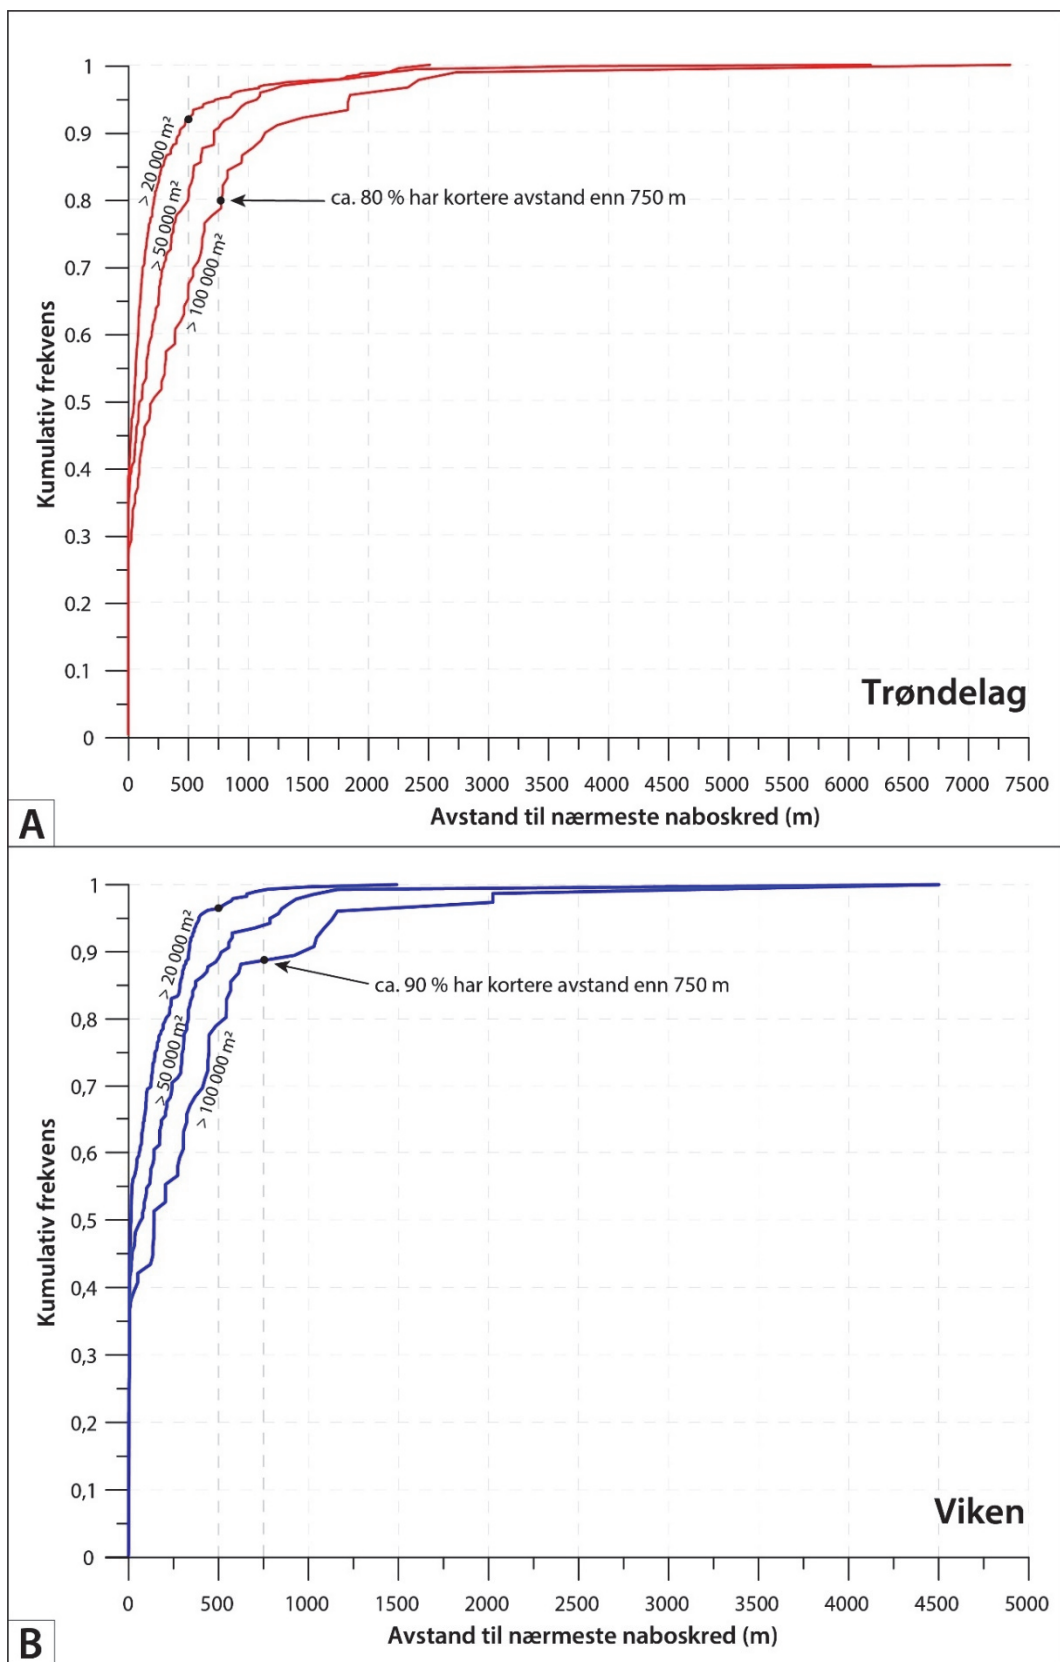 1
0.9
0.8
0.7
0.6
0.5
0.4
0.3
0.2
0.1
0
Kumulativ frekvens
> 20 000 m²
> 50 000 m²
> 100 000 m²
ca. 80 % har kortere avstand enn 750 m
Trøndelag
0 500 1000 1500 2000 2500 3000 3500 4000 4500 5000 5500 6000 6500 7000 7500
Avstand til nærmeste naboskred (m)
A
1
0,9
0,8
0,7
0,6
0,5
0,4
0,3
0,2
0,1
0
Kumulativ frekvens
> 20 000 m²
> 50 000 m²
> 100 000 m²
ca. 90 % har kortere avstand enn 750 m
Viken
0 500 1000 1500 2000 2500 3000 3500 4000 4500 5000
Avstand til nærmeste naboskred (m)
B